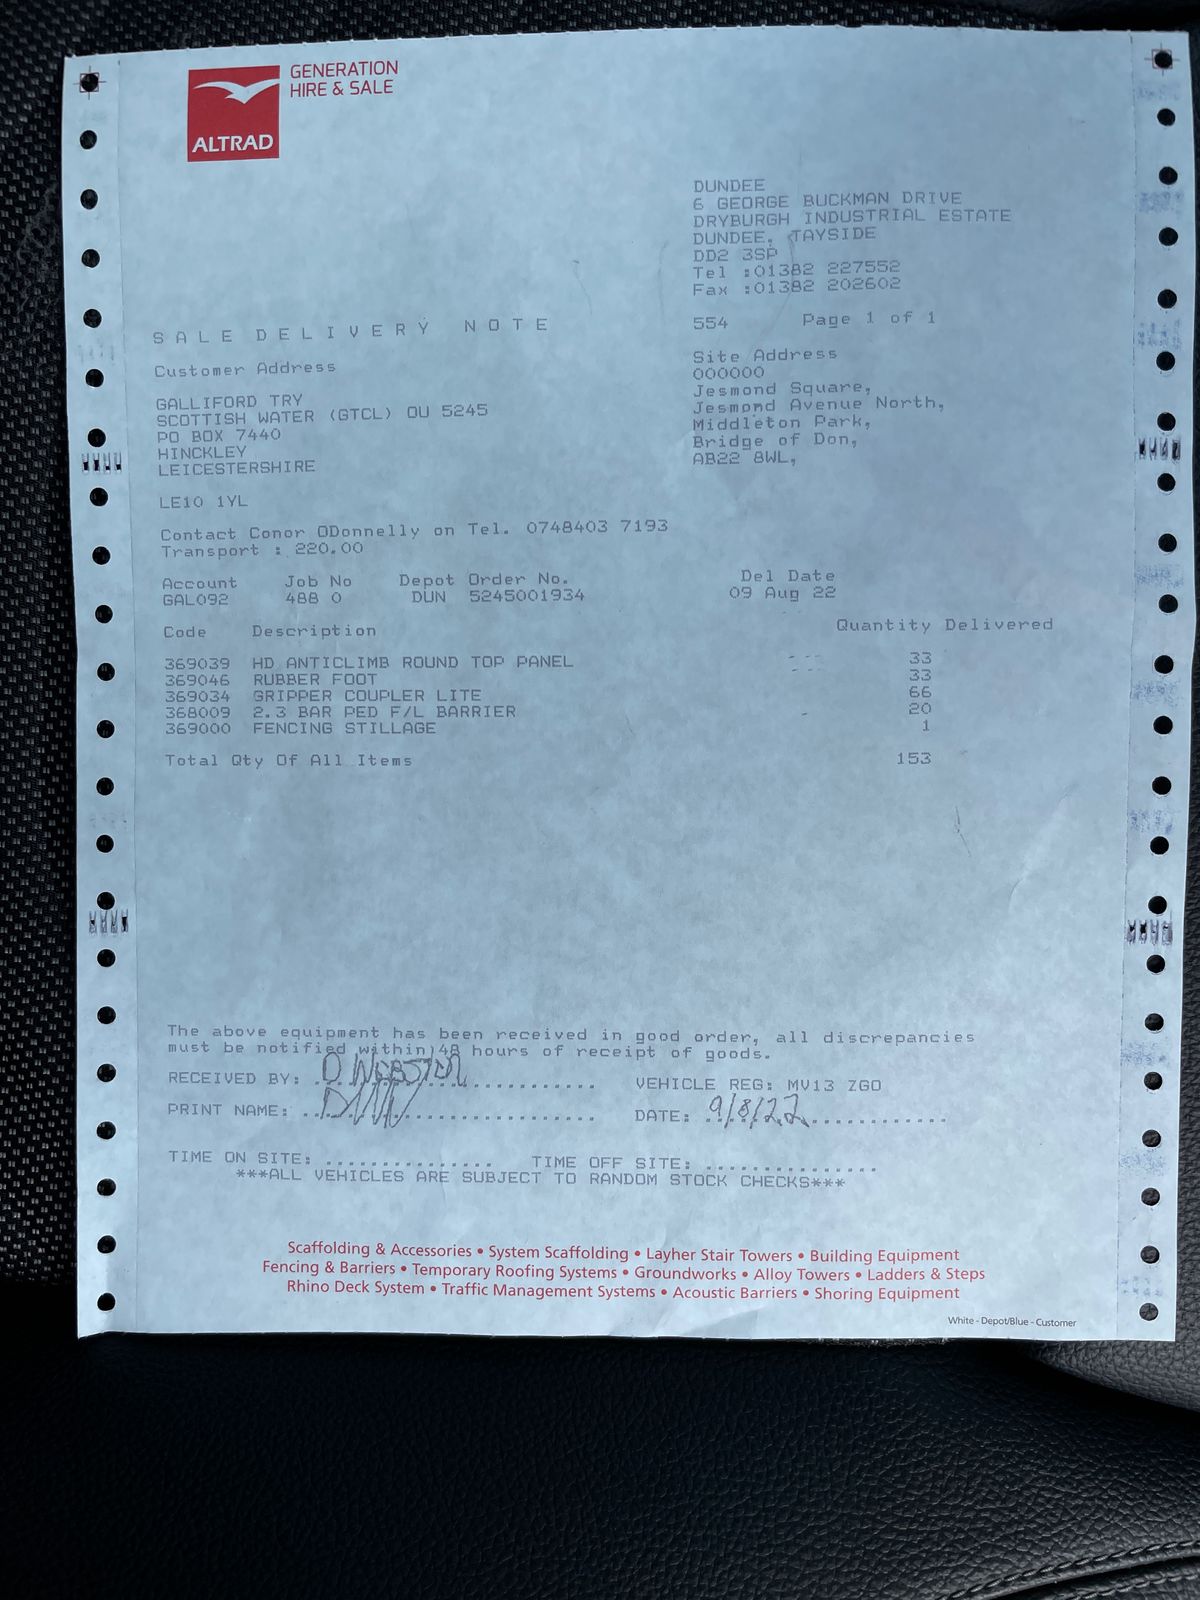 GENERATION
HIRE & SALE
ALTRAD
DUNDEE
6 GEORGE BUCKMAN DRIVE
DRYBURGH INDUSTRIAL ESTATE
DUNDEE, TAYSIDE
DD2 3SP
Tel :01382 227552
Fax :01382 202602
SALE DELIVERY NOTE
554 Page 1 of 1
Customer Address
Site Address
000000
Jesmond Square,
Jesmond Avenue North,
Middleton Park,
Bridge of Don,
AB22 8WL,
GALLIFORD TRY
SCOTTISH WATER (GTCL) OU 5245
PO BOX 7440
HINCKLEY
LEICESTERSHIRE
LE10 1YL
Contact Conor ODonnelly on Tel. 0748403 7193
Transport : 220.00
Account Job No Depot Order No. Del Date
GAL092 488 0 DUN 5245001934 09 Aug 22
Code Description Quantity Delivered
369039 HD ANTICLIMB ROUND TOP PANEL 33
369046 RUBBER FOOT 33
369034 GRIPPER COUPLER LITE 66
368009 2.3 BAR PED F/L BARRIER 20
369000 FENCING STILLAGE 1
Total Qty Of All Items 153
The above equipment has been received in good order, all discrepancies
must be notified within 48 hours of receipt of goods.
RECEIVED BY: D WEBSTER VEHICLE REG: MV13 ZGO
PRINT NAME: DATE: 9/8/22
TIME ON SITE: ............... TIME OFF SITE: ...............
***ALL VEHICLES ARE SUBJECT TO RANDOM STOCK CHECKS***
Scaffolding & Accessories • System Scaffolding • Layher Stair Towers • Building Equipment
Fencing & Barriers • Temporary Roofing Systems • Groundworks • Alloy Towers • Ladders & Steps
Rhino Deck System • Traffic Management Systems • Acoustic Barriers • Shoring Equipment
White - Depot/Blue - Customer